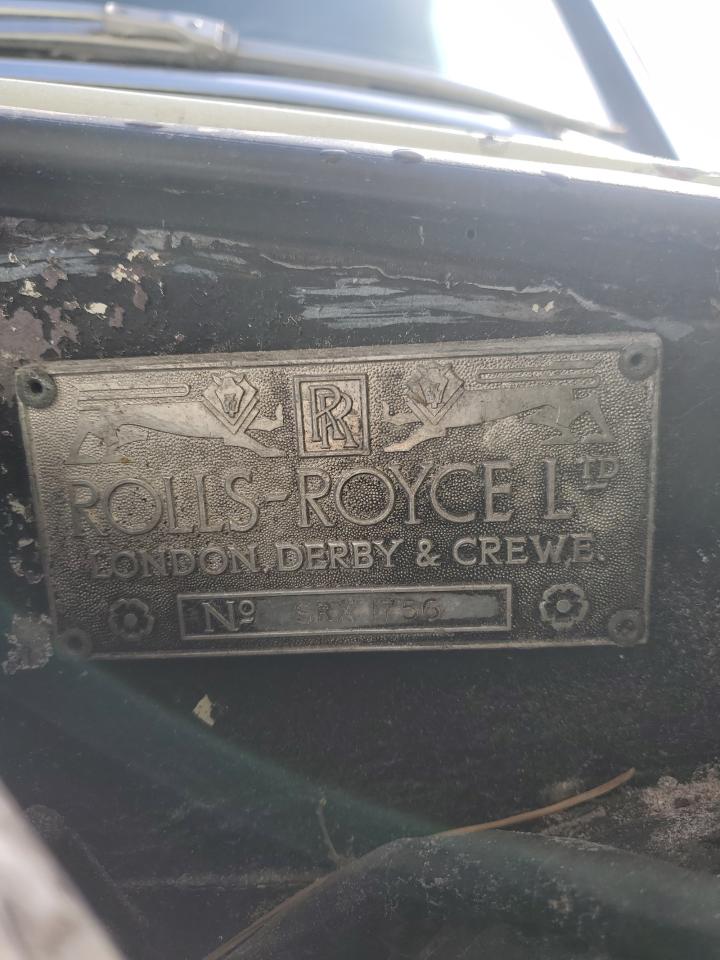 RR
ROLLS-ROYCE LTD
LONDON, DERBY & CREWE.
Nº SRX 1756